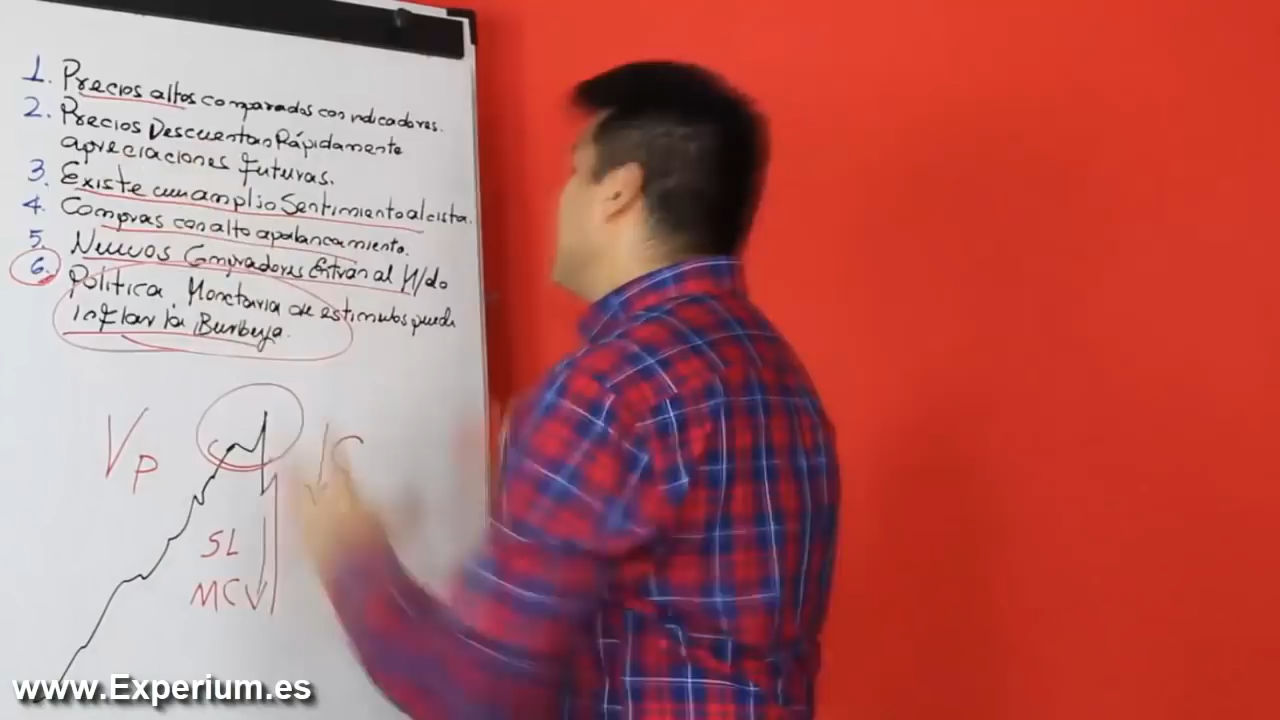 1. Precios altos comparados con indicadores.
2. Precios Descuentan Rápidamente
apreciaciones futuras.
3. Existe un amplio Sentimiento alcista.
4. Compras con alto apalancamiento.
5. Nuevos Compradores Entran al M/do
6. Política Monetaria de estimulos puede
inflar la Burbuja.
VP
SL
MC
www.Experium.es